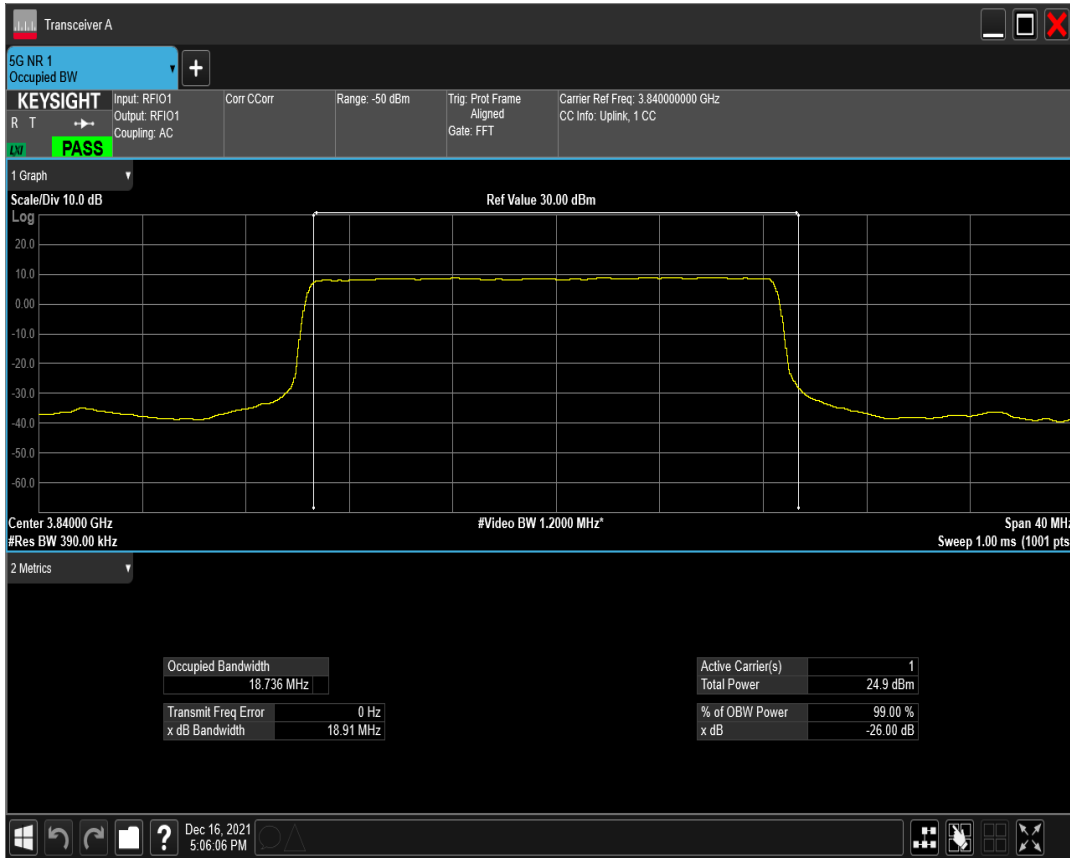 Transceiver A
5G NR 1
Occupied BW
KEYSIGHT
R T
LXI
PASS
Input: RFIO1
Output: RFIO1
Coupling: AC
Corr CCorr
Range: -50 dBm
Trig: Prot Frame
Aligned
Gate: FFT
Carrier Ref Freq: 3.840000000 GHz
CC Info: Uplink, 1 CC
1 Graph
Scale/Div 10.0 dB
Ref Value 30.00 dBm
Log
20.0
10.0
0.00
-10.0
-20.0
-30.0
-40.0
-50.0
-60.0
Center 3.84000 GHz
#Video BW 1.2000 MHz*
Span 40 MHz
#Res BW 390.00 kHz
Sweep 1.00 ms (1001 pts
2 Metrics
Occupied Bandwidth
18.736 MHz
Transmit Freq Error 0 Hz
x dB Bandwidth 18.91 MHz
Active Carrier(s) 1
Total Power 24.9 dBm
% of OBW Power 99.00 %
x dB -26.00 dB
?
Dec 16, 2021
5:06:06 PM